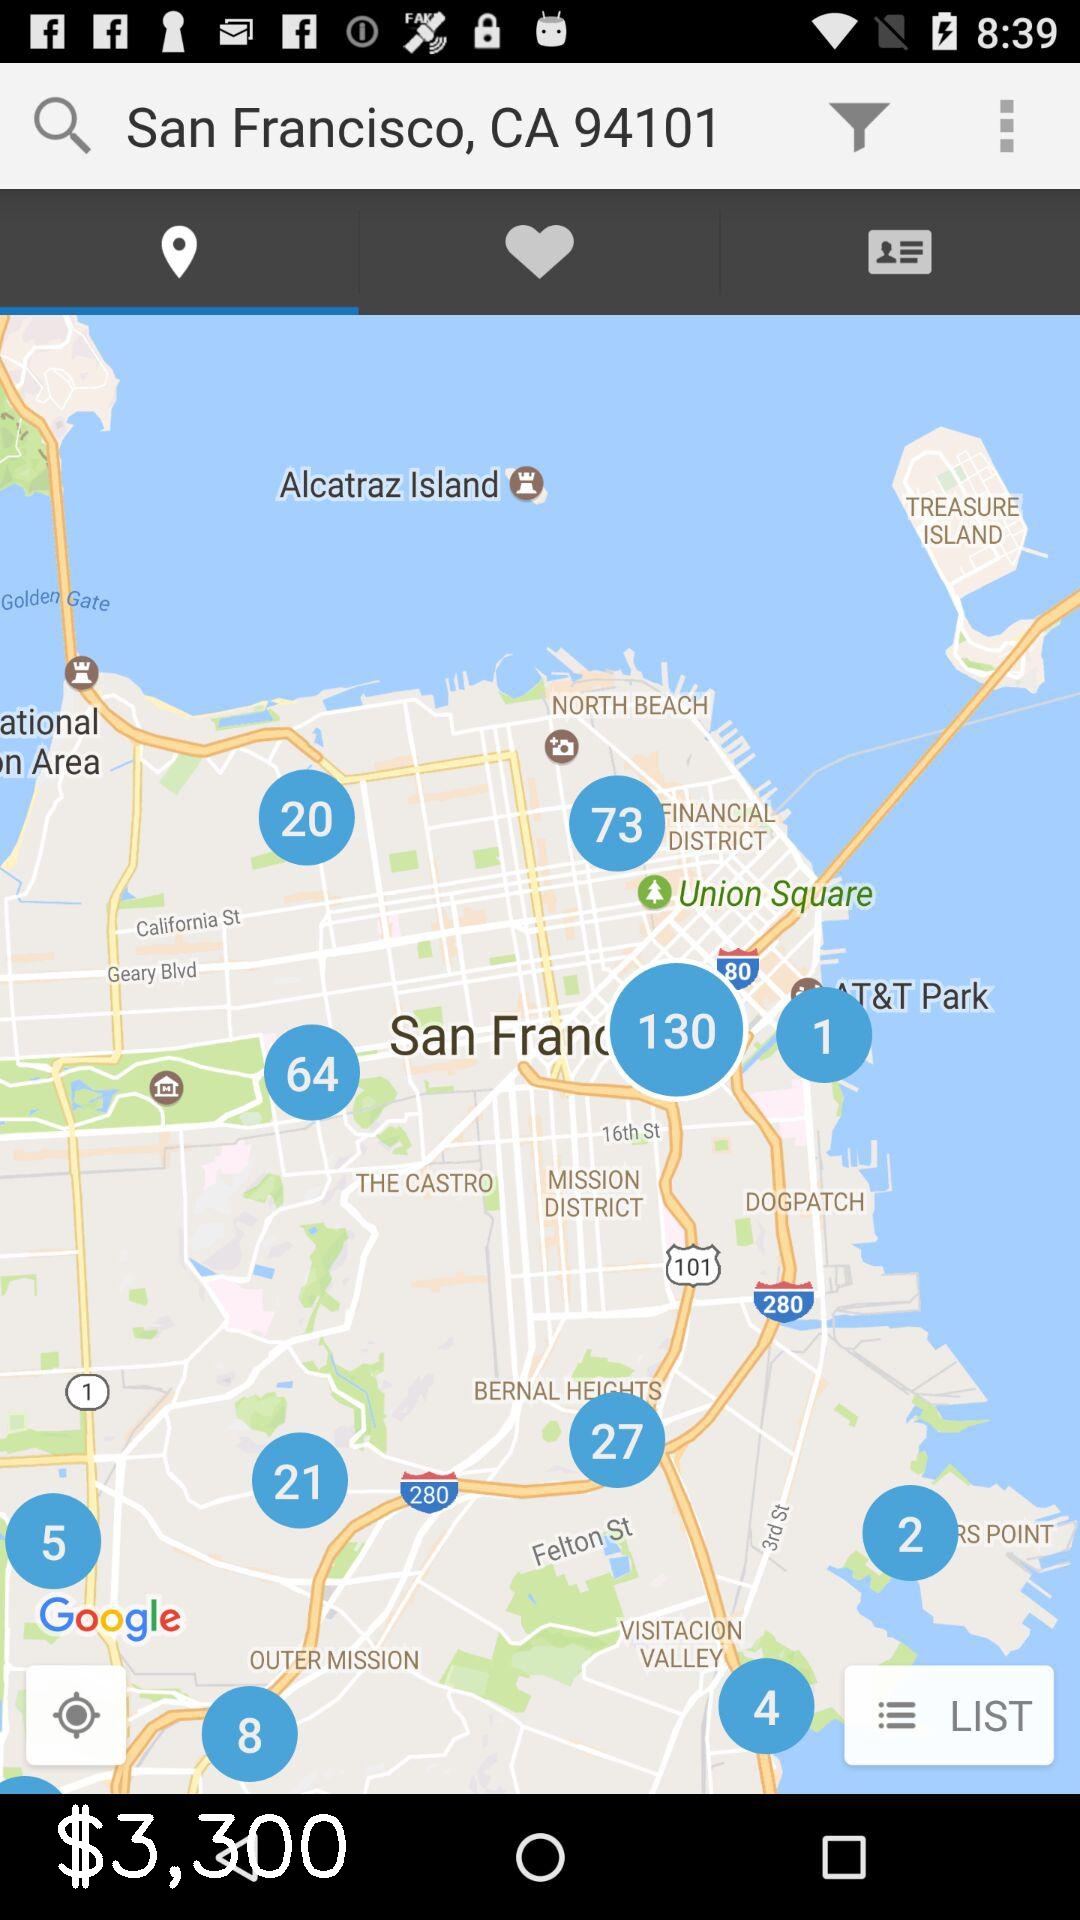 FAKE
8:39
San Francisco, CA 94101
Alcatraz Island
TREASURE
ISLAND
Golden Gate
ational
on Area
NORTH BEACH
20
73
FINANCIAL
DISTRICT
Union Square
California St
Geary Blvd
80
AT&T Park
San Franc
130
1
64
16th St
THE CASTRO
MISSION
DISTRICT
DOGPATCH
101
280
1
BERNAL HEIGHTS
27
21
280
5
Felton St
3rd St
2
RS POINT
Google
VISITACION
VALLEY
OUTER MISSION
8
4
LIST
$3,300